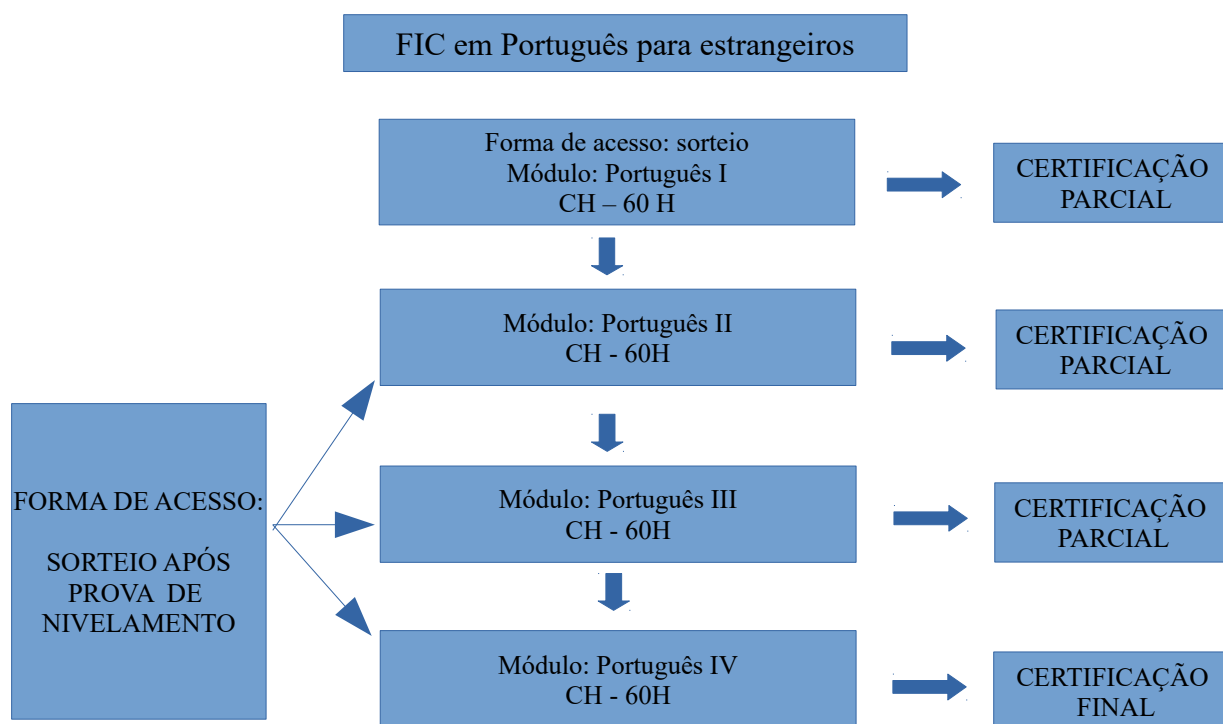 FIC em Português para estrangeiros
Forma de acesso: sorteio
Módulo: Português I
CH – 60 H
CERTIFICAÇÃO
PARCIAL
Módulo: Português II
CH - 60H
CERTIFICAÇÃO
PARCIAL
FORMA DE ACESSO:
SORTEIO APÓS
PROVA DE
NIVELAMENTO
Módulo: Português III
CH - 60H
CERTIFICAÇÃO
PARCIAL
Módulo: Português IV
CH - 60H
CERTIFICAÇÃO
FINAL